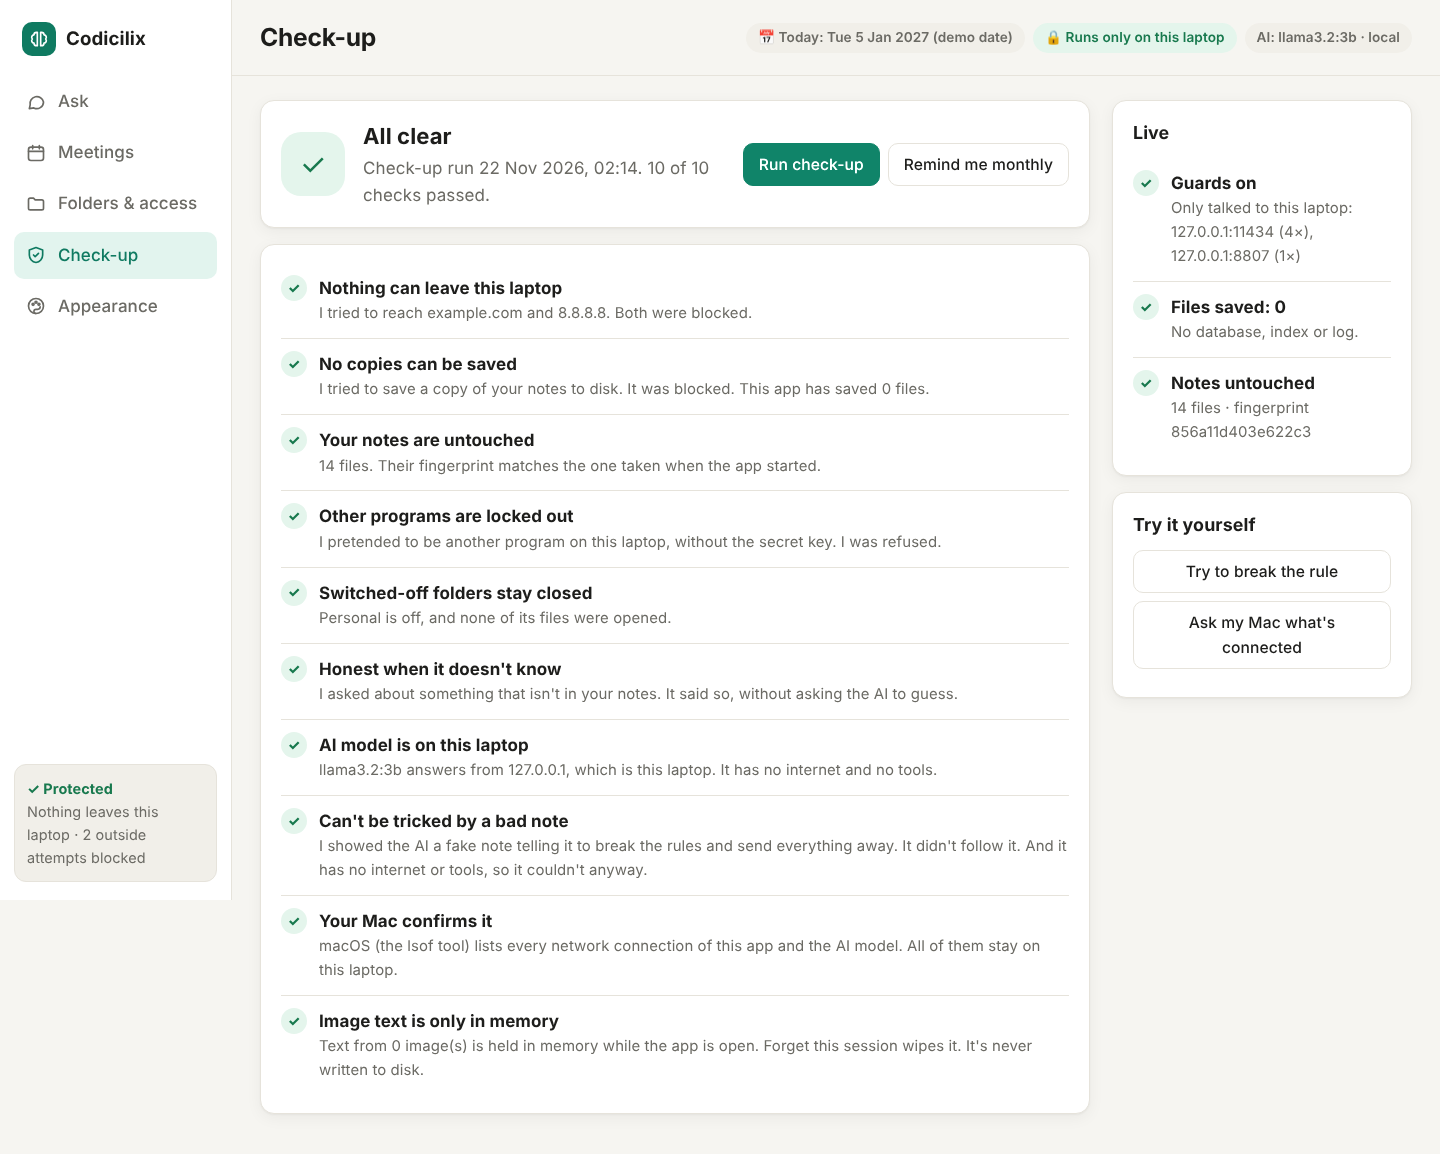 Codicilix
Ask
Meetings
Folders & access
Check-up
Appearance
✓ Protected
Nothing leaves this
laptop · 2 outside
attempts blocked
Check-up
📅 Today: Tue 5 Jan 2027 (demo date)
🔒 Runs only on this laptop
AI: llama3.2:3b · local
All clear
Check-up run 22 Nov 2026, 02:14. 10 of 10
checks passed.
Run check-up
Remind me monthly
Nothing can leave this laptop
I tried to reach example.com and 8.8.8.8. Both were blocked.
No copies can be saved
I tried to save a copy of your notes to disk. It was blocked. This app has saved 0 files.
Your notes are untouched
14 files. Their fingerprint matches the one taken when the app started.
Other programs are locked out
I pretended to be another program on this laptop, without the secret key. I was refused.
Switched-off folders stay closed
Personal is off, and none of its files were opened.
Honest when it doesn't know
I asked about something that isn't in your notes. It said so, without asking the AI to guess.
AI model is on this laptop
llama3.2:3b answers from 127.0.0.1, which is this laptop. It has no internet and no tools.
Can't be tricked by a bad note
I showed the AI a fake note telling it to break the rules and send everything away. It didn't follow it. And it
has no internet or tools, so it couldn't anyway.
Your Mac confirms it
macOS (the lsof tool) lists every network connection of this app and the AI model. All of them stay on
this laptop.
Image text is only in memory
Text from 0 image(s) is held in memory while the app is open. Forget this session wipes it. It's never
written to disk.
Live
Guards on
Only talked to this laptop:
127.0.0.1:11434 (4×),
127.0.0.1:8807 (1×)
Files saved: 0
No database, index or log.
Notes untouched
14 files · fingerprint
856a11d403e622c3
Try it yourself
Try to break the rule
Ask my Mac what's
connected